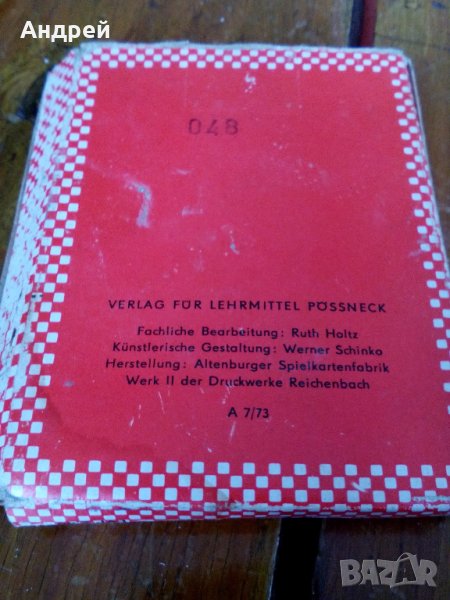 Андрей
048
VERLAG FÜR LEHRMITTEL PÖSSNECK
Fachliche Bearbeitung: Ruth Holtz
Künstlerische Gestaltung: Werner Schinko
Herstellung: Altenburger Spielkartenfabrik
Werk II der Druckwerke Reichenbach
A 7/73
BAZAR